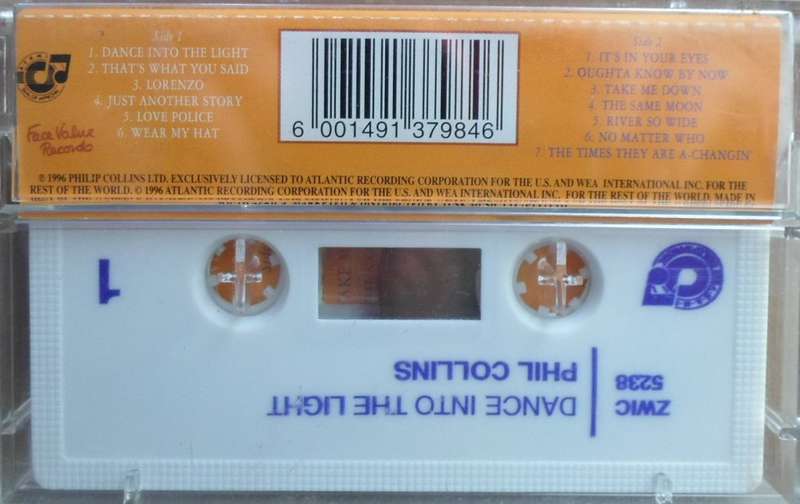 Side 1
1. DANCE INTO THE LIGHT
2. THAT'S WHAT YOU SAID
3. LORENZO
4. JUST ANOTHER STORY
5. LOVE POLICE
6. WEAR MY HAT
Face Value
Records
6 001491 379846
Side 2
1. IT'S IN YOUR EYES
2. OUGHTA KNOW BY NOW
3. TAKE ME DOWN
4. THE SAME MOON
5. RIVER SO WIDE
6. NO MATTER WHO
7. THE TIMES THEY ARE A-CHANGIN'
℗ 1996 PHILIP COLLINS LTD. EXCLUSIVELY LICENSED TO ATLANTIC RECORDING CORPORATION FOR THE U.S. AND WEA INTERNATIONAL INC. FOR THE
REST OF THE WORLD. © 1996 ATLANTIC RECORDING CORPORATION FOR THE U.S. AND WEA INTERNATIONAL INC. FOR THE REST OF THE WORLD. MADE IN
1
ZWIC
5238
DANCE INTO THE LIGHT
PHIL COLLINS